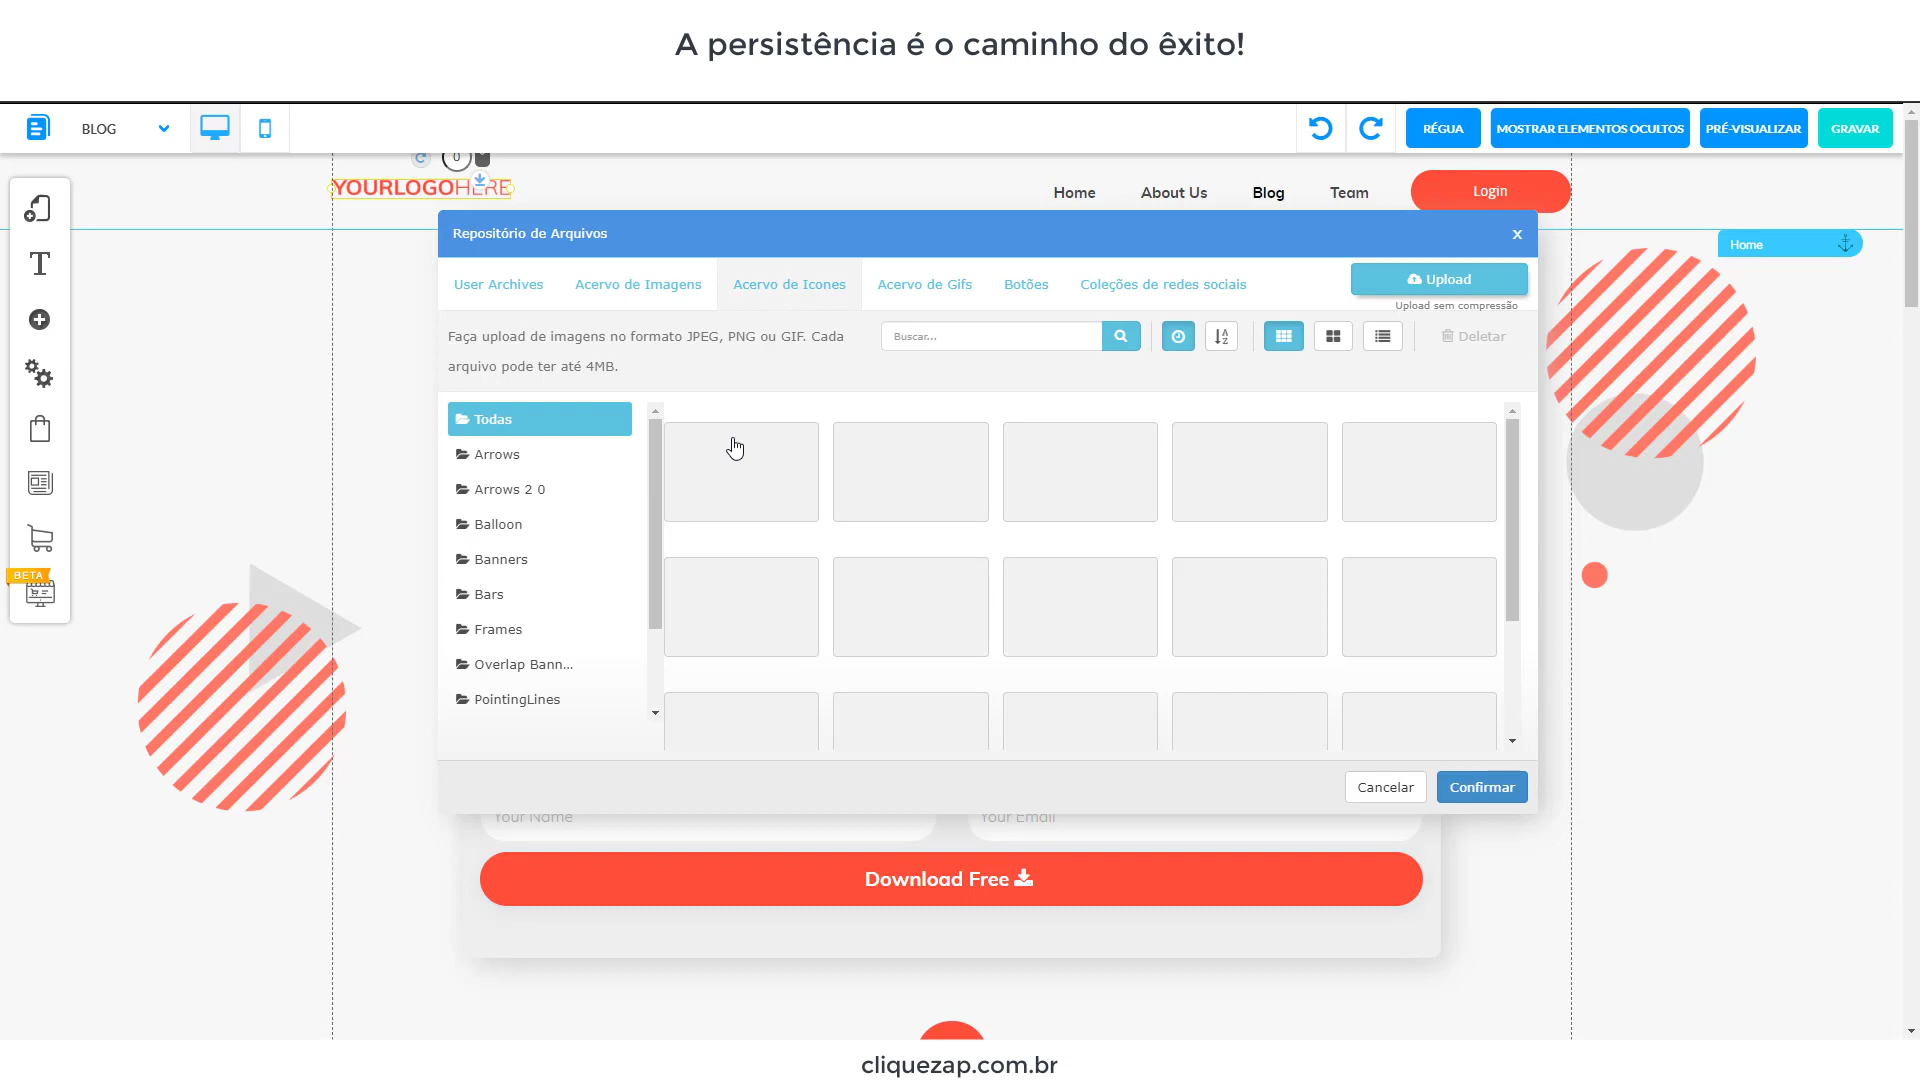 A persistência é o caminho do êxito!
BLOG
RÉGUA
MOSTRAR ELEMENTOS OCULTOS
PRÉ-VISUALIZAR
GRAVAR
0
YOURLOGOHERE
Home
About Us
Blog
Team
Login
Home
Repositório de Arquivos
x
User Archives
Acervo de Imagens
Acervo de Icones
Acervo de Gifs
Botões
Coleções de redes sociais
Upload
Upload sem compressão
Faça upload de imagens no formato JPEG, PNG ou GIF. Cada
arquivo pode ter até 4MB.
Buscar...
Deletar
Todas
Arrows
Arrows 2 0
Balloon
Banners
Bars
Frames
Overlap Bann...
PointingLines
BETA
Cancelar
Confirmar
Your Name
Your Email
Download Free
cliquezap.com.br